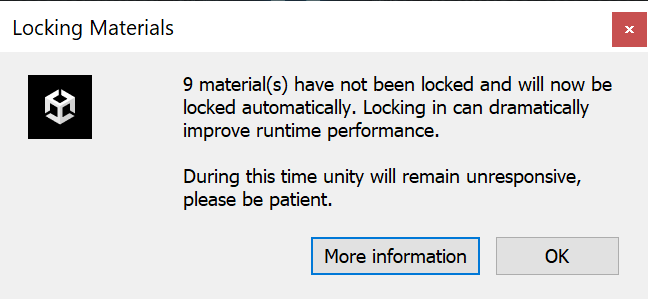 Locking Materials
9 material(s) have not been locked and will now be
locked automatically. Locking in can dramatically
improve runtime performance.
During this time unity will remain unresponsive,
please be patient.
More information
OK